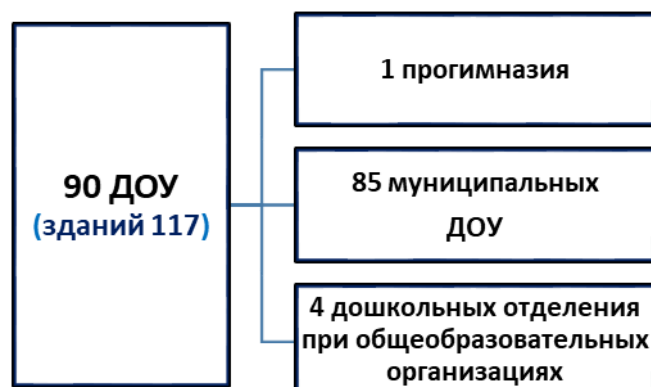 90 ДОУ
(зданий 117)
1 прогимназия
85 муниципальных
ДОУ
4 дошкольных отделения
при общеобразовательных
организациях